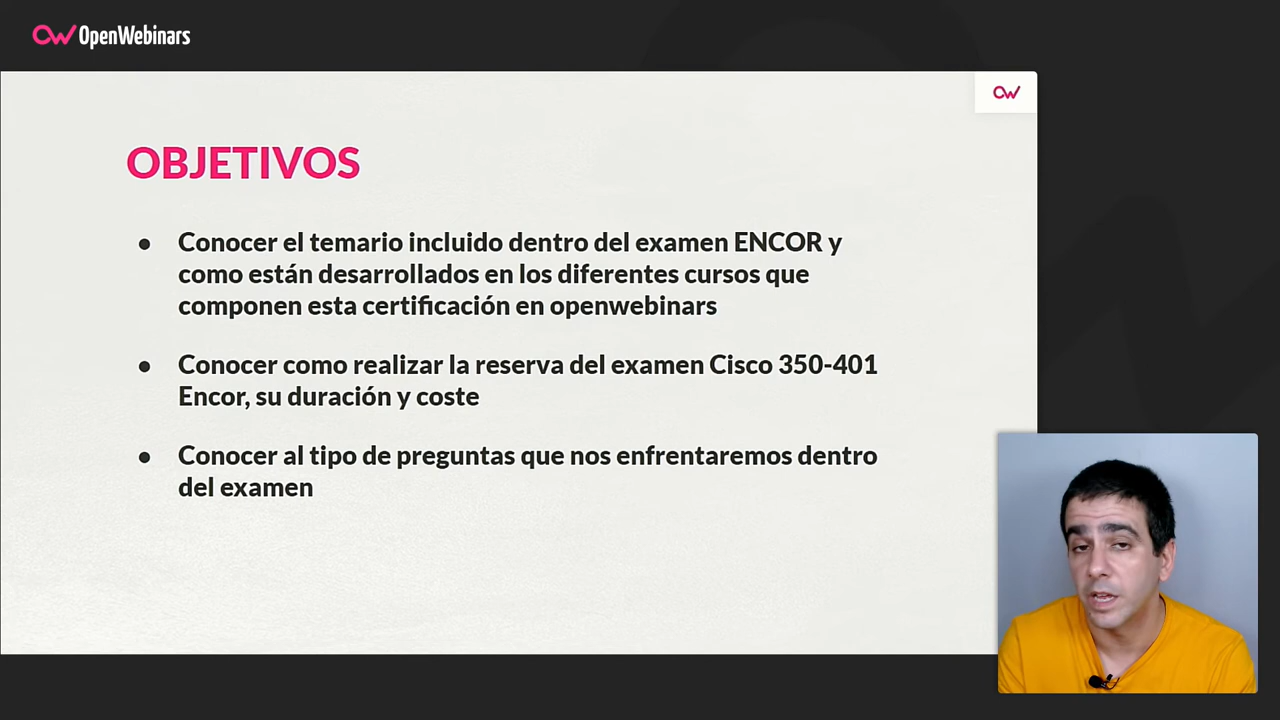 OpenWebinars
OBJETIVOS
● Conocer el temario incluido dentro del examen ENCOR y
como están desarrollados en los diferentes cursos que
componen esta certificación en openwebinars
● Conocer como realizar la reserva del examen Cisco 350-401
Encor, su duración y coste
● Conocer al tipo de preguntas que nos enfrentaremos dentro
del examen